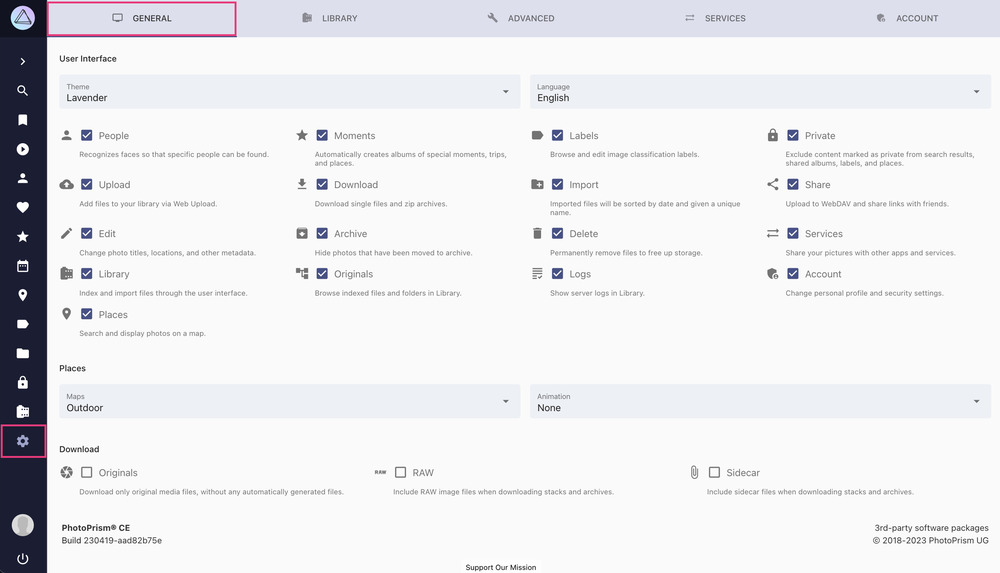 GENERAL
LIBRARY
ADVANCED
SERVICES
ACCOUNT
User Interface
Theme
Lavender
Language
English
People
Recognizes faces so that specific people can be found.
Moments
Automatically creates albums of special moments, trips,
and places.
Labels
Browse and edit image classification labels.
Private
Exclude content marked as private from search results,
shared albums, labels, and places.
Upload
Add files to your library via Web Upload.
Download
Download single files and zip archives.
Import
Imported files will be sorted by date and given a unique
name.
Share
Upload to WebDAV and share links with friends.
Edit
Change photo titles, locations, and other metadata.
Archive
Hide photos that have been moved to archive.
Delete
Permanently remove files to free up storage.
Services
Share your pictures with other apps and services.
Library
Index and import files through the user interface.
Originals
Browse indexed files and folders in Library.
Logs
Show server logs in Library.
Account
Change personal profile and security settings.
Places
Search and display photos on a map.
Places
Maps
Outdoor
Animation
None
Download
Originals
Download only original media files, without any automatically generated files.
RAW
RAW
Include RAW image files when downloading stacks and archives.
Sidecar
Include sidecar files when downloading stacks and archives.
PhotoPrism® CE
Build 230419-aad82b75e
3rd-party software packages
© 2018-2023 PhotoPrism UG
Support Our Mission